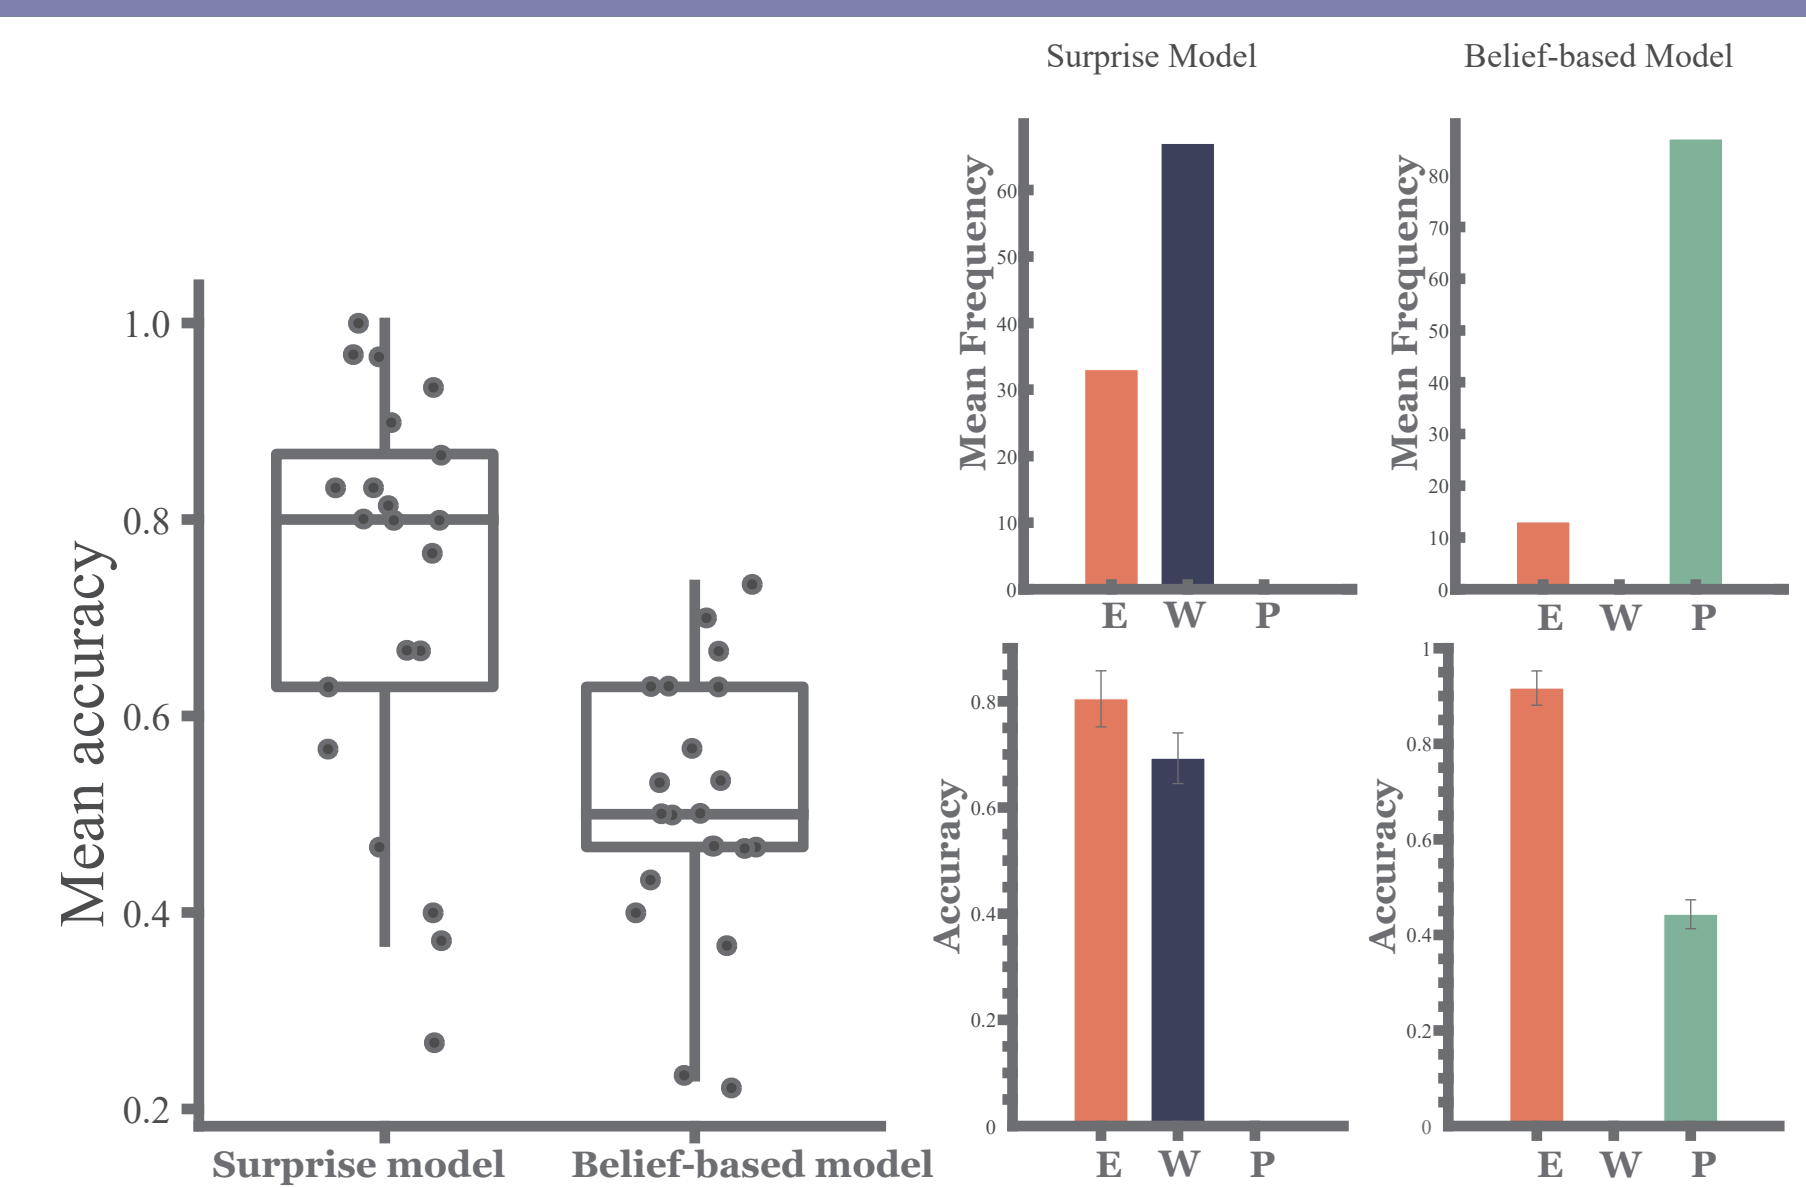 Surprise Model
Belief-based Model
Mean accuracy
1.0
0.8
0.6
0.4
0.2
Surprise model
Belief-based model
Mean Frequency
60
50
40
30
20
10
0
E W P
Mean Frequency
80
70
60
50
40
30
20
10
0
E W P
Accuracy
0.8
0.6
0.4
0.2
0
E W P
Accuracy
1
0.8
0.6
0.4
0.2
0
E W P